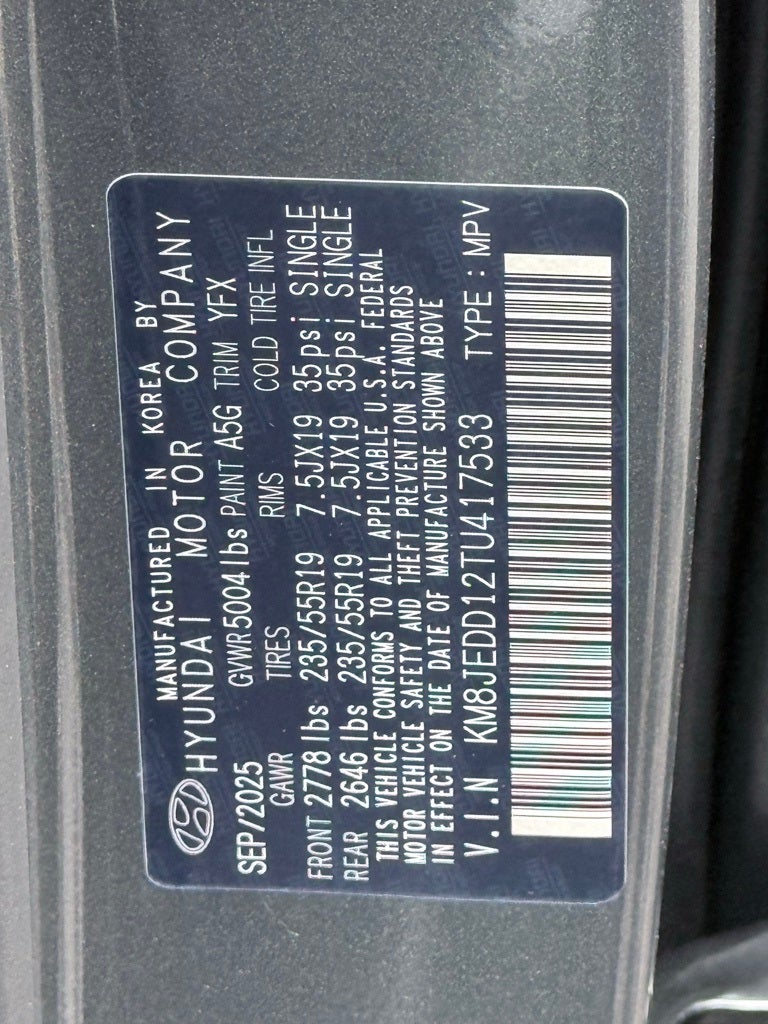 MANUFACTURED IN KOREA BY
HYUNDAI MOTOR COMPANY
SEP/2025 GVWR 5004 lbs PAINT A5G TRIM YFX
GAWR TIRES RIMS COLD TIRE INFL
FRONT 2778 lbs 235/55R19 7.5JX19 35psi SINGLE
REAR 2646 lbs 235/55R19 7.5JX19 35psi SINGLE
THIS VEHICLE CONFORMS TO ALL APPLICABLE U.S.A. FEDERAL
MOTOR VEHICLE SAFETY AND THEFT PREVENTION STANDARDS
IN EFFECT ON THE DATE OF MANUFACTURE SHOWN ABOVE
V.I.N KM8JEDD12TU417533 TYPE : MPV